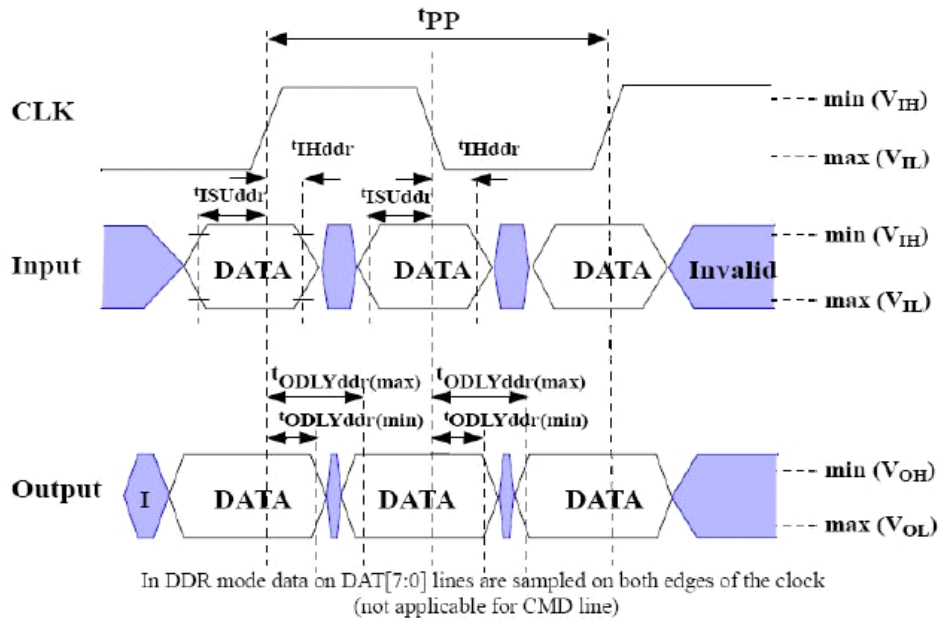 tPP
CLK
min (VIH)
tIHddr
tIHddr
max (VIL)
tISUddr
tISUddr
Input
DATA
DATA
DATA
Invalid
min (VIH)
max (VIL)
tODLYddr(max)
tODLYddr(max)
tODLYddr(min)
tODLYddr(min)
Output
I
DATA
DATA
DATA
min (VOH)
max (VOL)
In DDR mode data on DAT[7:0] lines are sampled on both edges of the clock
(not applicable for CMD line)